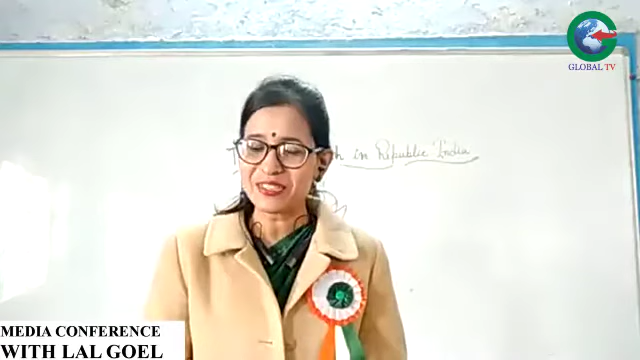 GLOBAL TV
in Republic India
MEDIA CONFERENCE
WITH LAL GOEL